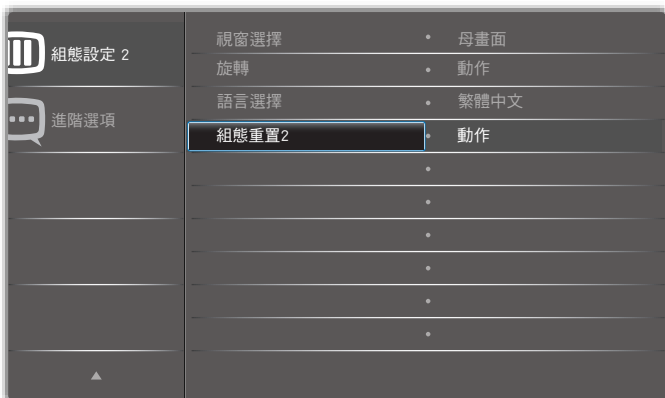 組態設定 2
進階選項
視窗選擇 • 母畫面
旋轉 • 動作
語言選擇 • 繁體中文
組態重置2 • 動作